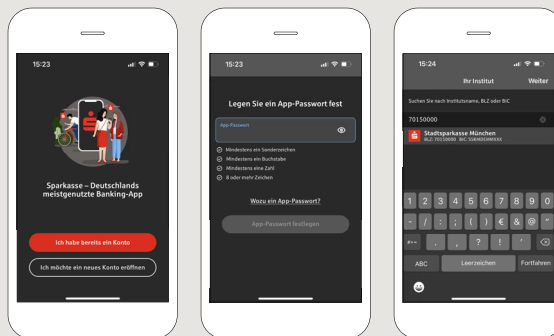 15:23
Sparkasse – Deutschlands
meistgenutzte Banking-App
Ich habe bereits ein Konto
Ich möchte ein neues Konto eröffnen
15:23
Legen Sie ein App-Passwort fest
App-Passwort
Mindestens ein Sonderzeichen
Mindestens ein Buchstabe
Mindestens eine Zahl
8 oder mehr Zeichen
Wozu ein App-Passwort?
App-Passwort festlegen
15:24
Ihr Institut
Weiter
Suchen Sie nach Institutsname, BLZ oder BIC
70150000
Stadtsparkasse München
BLZ: 70150000 BIC: SSKMDEMMXXX
1 2 3 4 5 6 7 8 9 0
- / : ; ( ) € & @ "
#+= . , ? ! '
ABC Leerzeichen Fortfahren